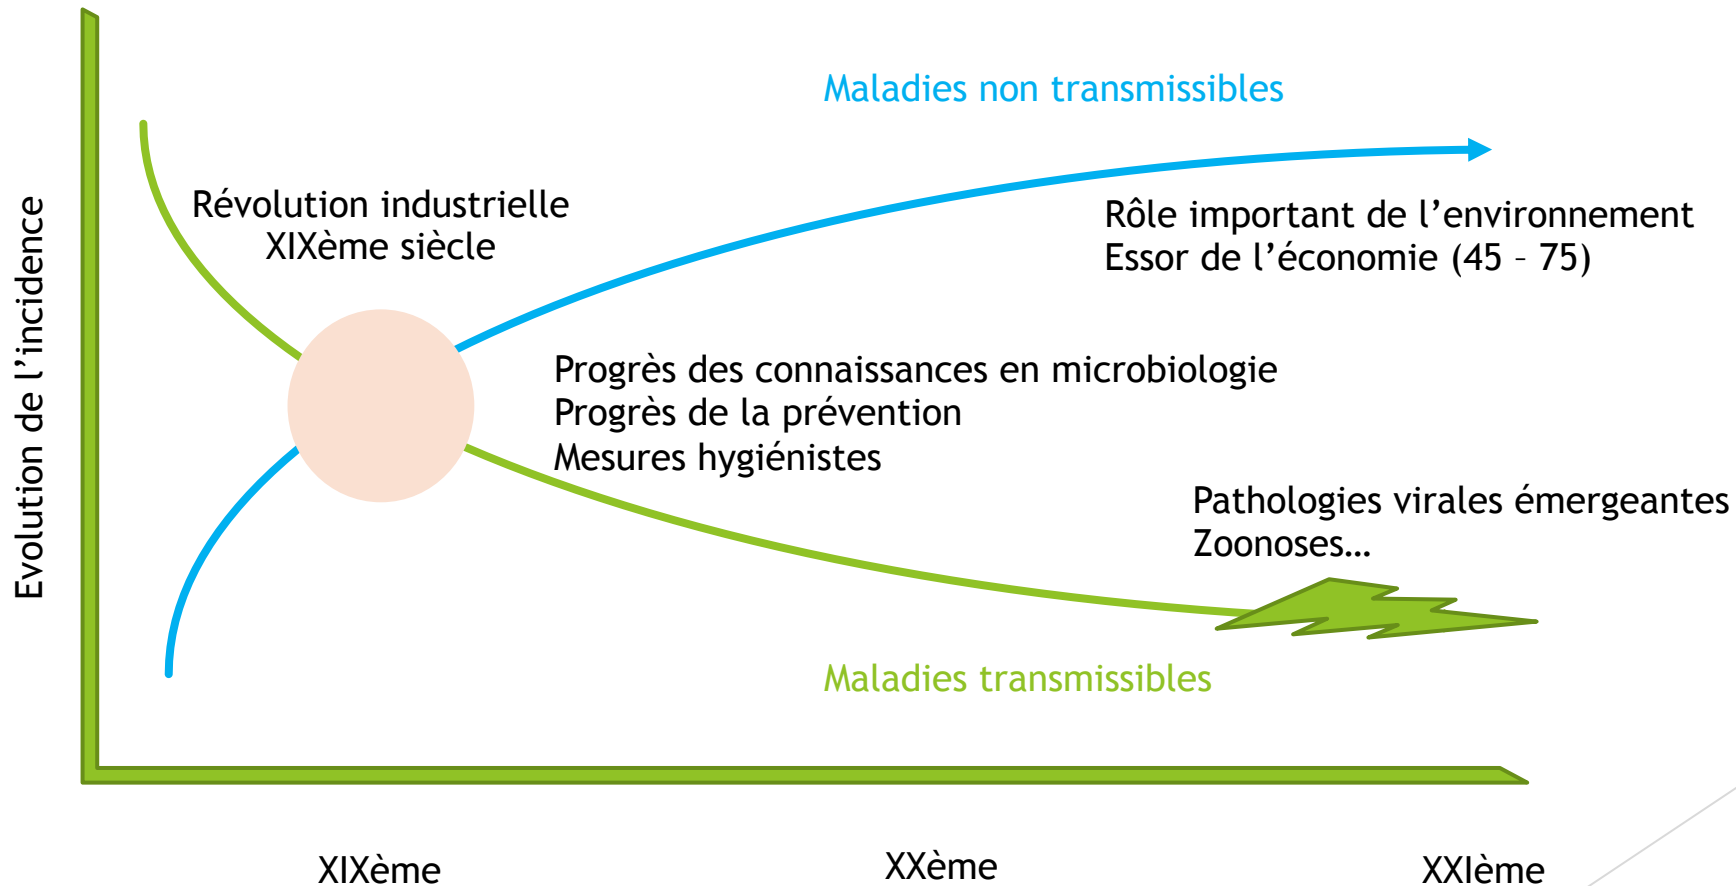 Maladies non transmissibles
Révolution industrielle
XIXème siècle
Rôle important de l’environnement
Essor de l’économie (45 – 75)
Evolution de l’incidence
Progrès des connaissances en microbiologie
Progrès de la prévention
Mesures hygiénistes
Pathologies virales émergeantes
Zoonoses…
Maladies transmissibles
XIXème
XXème
XXIème